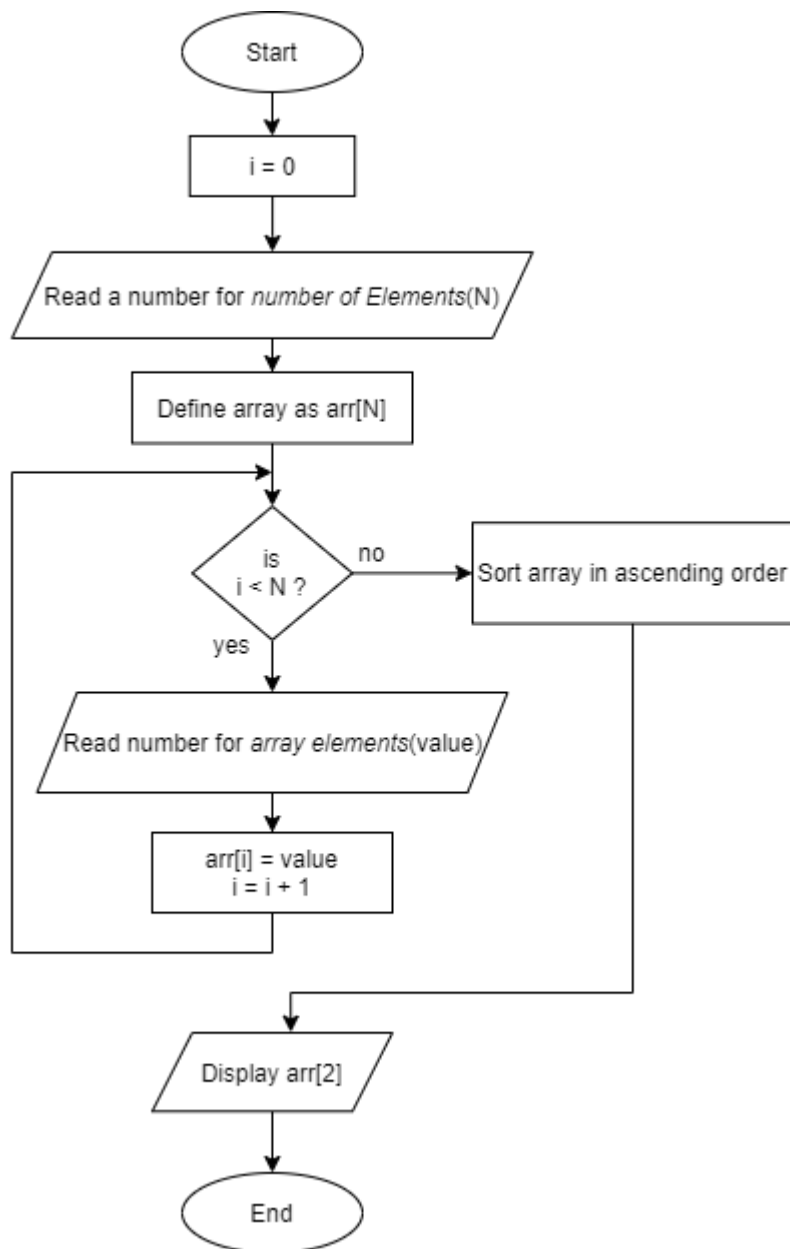 Start
i = 0
Read a number for number of Elements(N)
Define array as arr[N]
is
i < N ?
no
Sort array in ascending order
yes
Read number for array elements(value)
arr[i] = value
i = i + 1
Display arr[2]
End